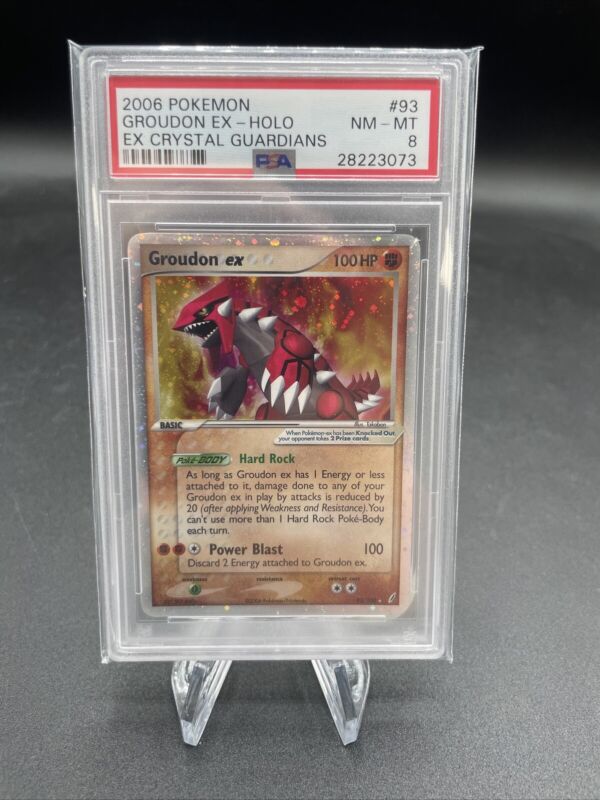 2006 POKEMON #93
GROUDON EX - HOLO NM - MT
EX CRYSTAL GUARDIANS 8
PSA 28223073
Groudon ex 100 HP
BASIC
Illus. Eskaban
When Pokémon-ex has been Knocked Out,
your opponent takes 2 Prize cards.
Poké-BODY Hard Rock
As long as Groudon ex has 1 Energy or less
attached to it, damage done to any of your
Groudon ex in play by attacks is reduced by
20 (after applying Weakness and Resistance). You
can't use more than 1 Hard Rock Poké-Body
each turn.
Power Blast 100
Discard 2 Energy attached to Groudon ex.
weakness resistance retreat cost